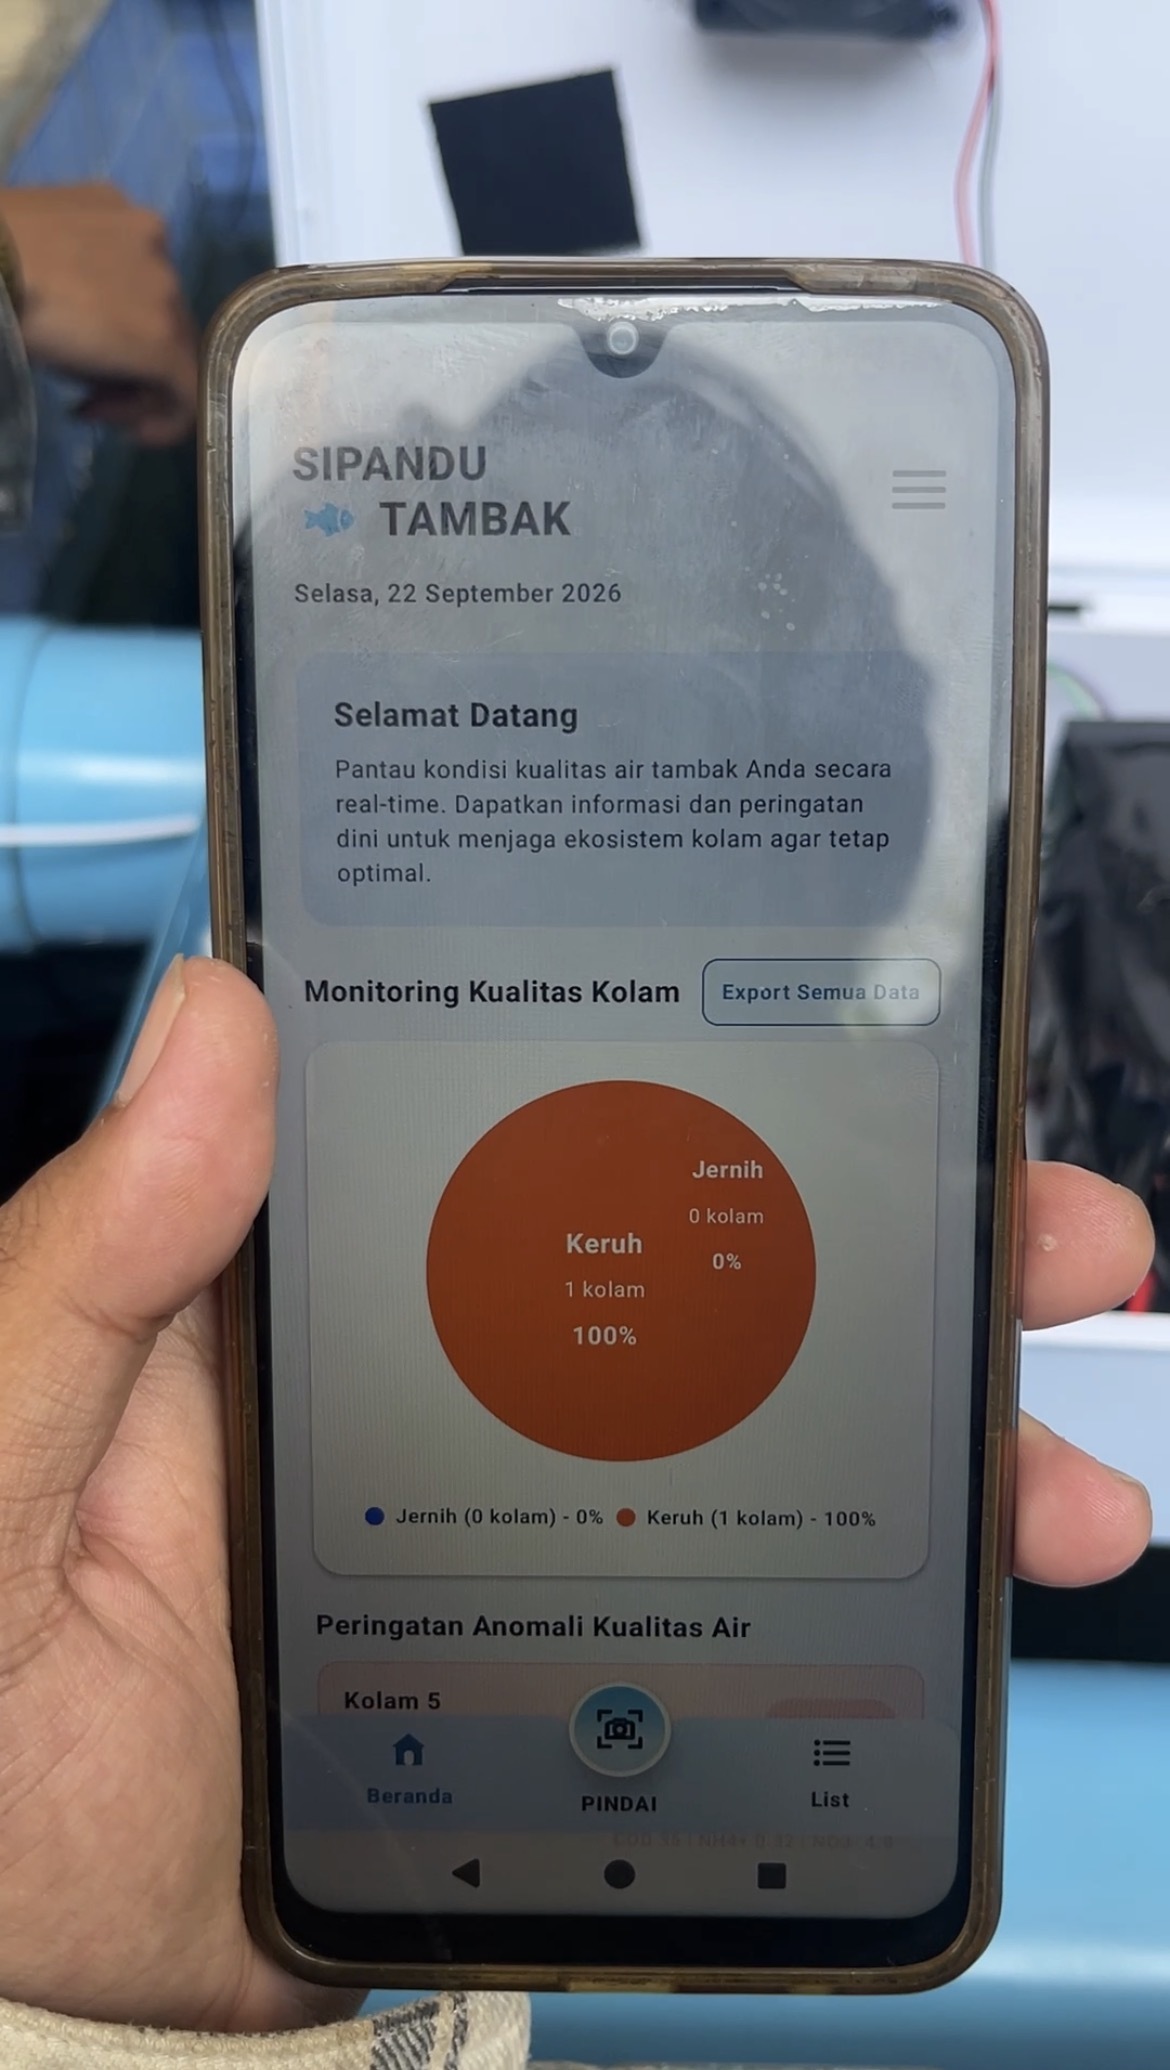 SIPANDU
TAMBAK
Selasa, 22 September 2026
Selamat Datang
Pantau kondisi kualitas air tambak Anda secara
real-time. Dapatkan informasi dan peringatan
dini untuk menjaga ekosistem kolam agar tetap
optimal.
Monitoring Kualitas Kolam
Export Semua Data
Jernih
0 kolam
0%
Keruh
1 kolam
100%
Jernih (0 kolam) - 0%
Keruh (1 kolam) - 100%
Peringatan Anomali Kualitas Air
Kolam 5
Beranda
PINDAI
List